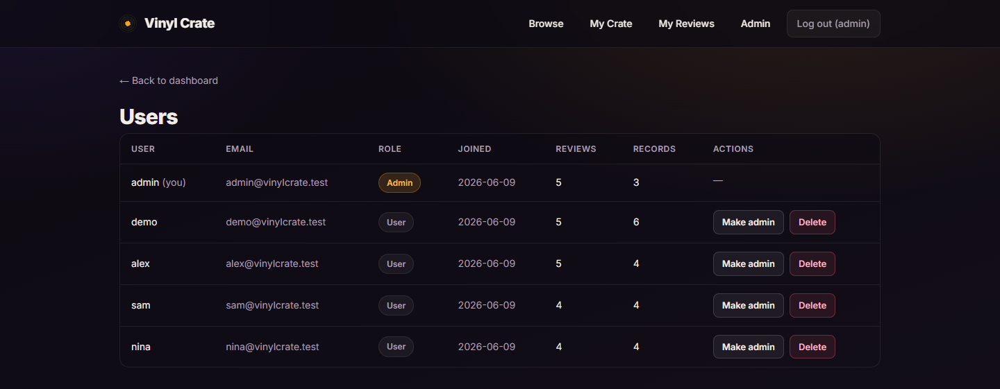 Vinyl Crate Browse My Crate My Reviews Admin Log out (admin)
← Back to dashboard
Users
USER EMAIL ROLE JOINED REVIEWS RECORDS ACTIONS
admin (you) admin@vinylcrate.test Admin 2026-06-09 5 3 —
demo demo@vinylcrate.test User 2026-06-09 5 6 Make admin Delete
alex alex@vinylcrate.test User 2026-06-09 5 4 Make admin Delete
sam sam@vinylcrate.test User 2026-06-09 4 4 Make admin Delete
nina nina@vinylcrate.test User 2026-06-09 4 4 Make admin Delete